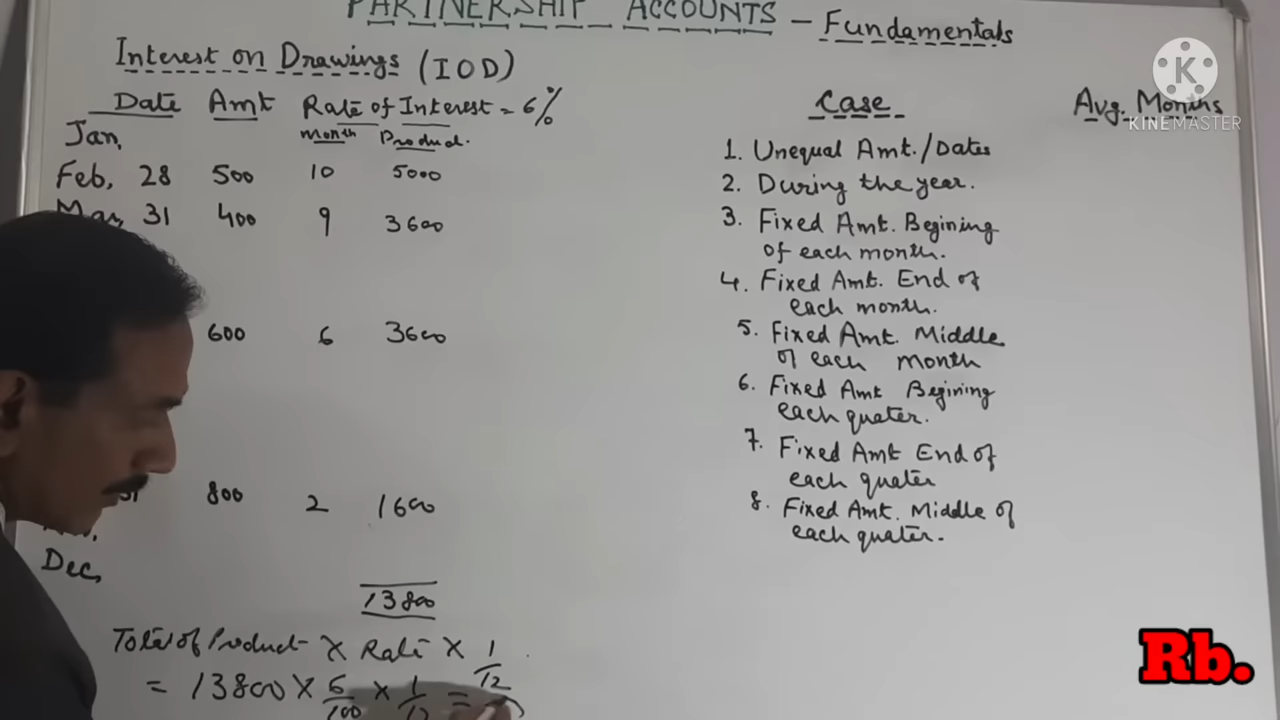 PARTNERSHIP ACCOUNTS - Fundamentals
Interest on Drawings (IOD)
Date Amt Rate of Interest = 6%
Month Product
Jan,
Feb, 28 500 10 5000
Mar, 31 400 9 3600
600 6 3600
31 800 2 1600
Dec,
13800
Total of Product × Rate × 1/12
= 13800 × 6/100 × 1/12 =
Case Avg. Months
1. Unequal Amt./Dates
2. During the year.
3. Fixed Amt. Begining
of each month.
4. Fixed Amt. End of
each month.
5. Fixed Amt. Middle
of each month
6. Fixed Amt Begining
each quater.
7. Fixed Amt End of
each quater
8. Fixed Amt. Middle of
each quater.
K
KINEMASTER
Rb.